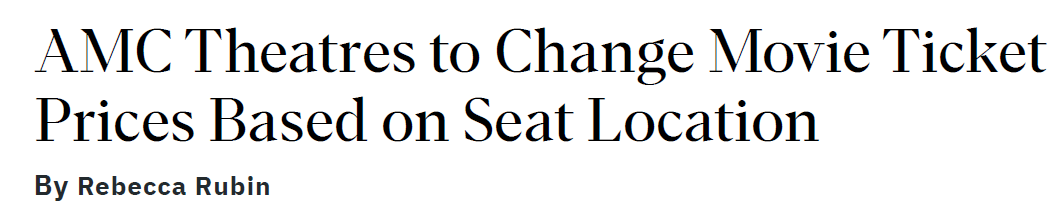 AMC Theatres to Change Movie Ticket
Prices Based on Seat Location
By Rebecca Rubin